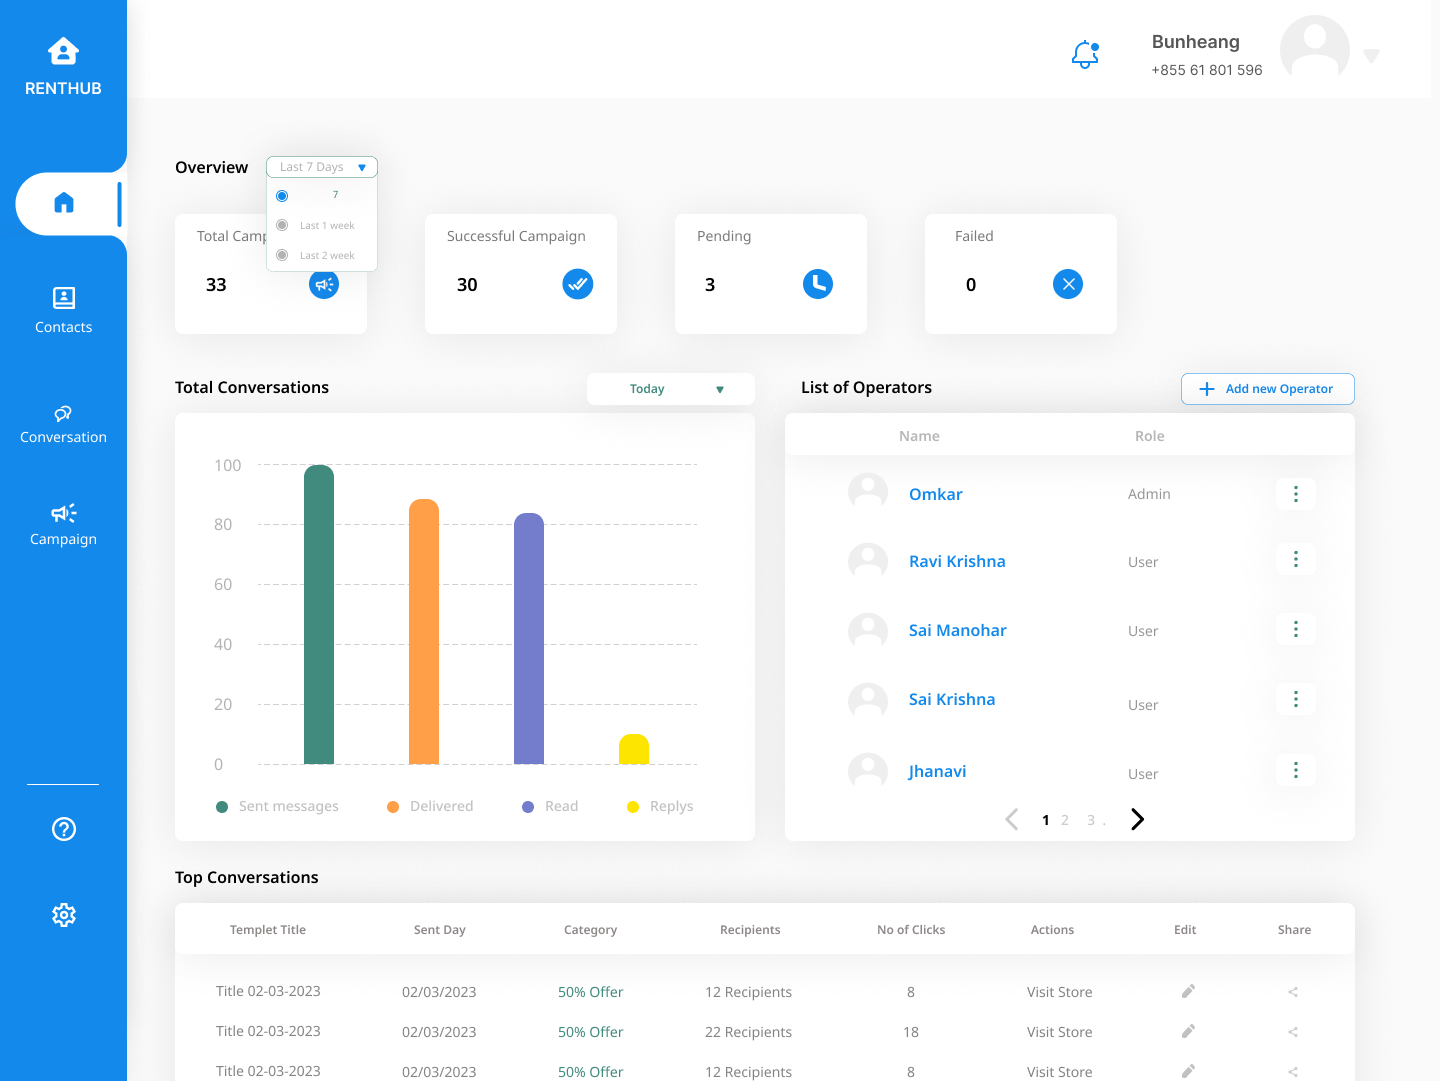 RENTHUB
Contacts
Conversation
Campaign
Bunheang
+855 61 801 596
Overview
Last 7 Days
7
Last 1 week
Last 2 week
Total Camp
33
Successful Campaign
30
Pending
3
Failed
0
Total Conversations
Today
100
80
60
40
20
0
Sent messages
Delivered
Read
Replys
List of Operators
Add new Operator
Name Role
Omkar Admin
Ravi Krishna User
Sai Manohar User
Sai Krishna User
Jhanavi User
1 2 3 .
Top Conversations
Templet Title Sent Day Category Recipients No of Clicks Actions Edit Share
Title 02-03-2023 02/03/2023 50% Offer 12 Recipients 8 Visit Store
Title 02-03-2023 02/03/2023 50% Offer 22 Recipients 18 Visit Store
Title 02-03-2023 02/03/2023 50% Offer 12 Recipients 8 Visit Store